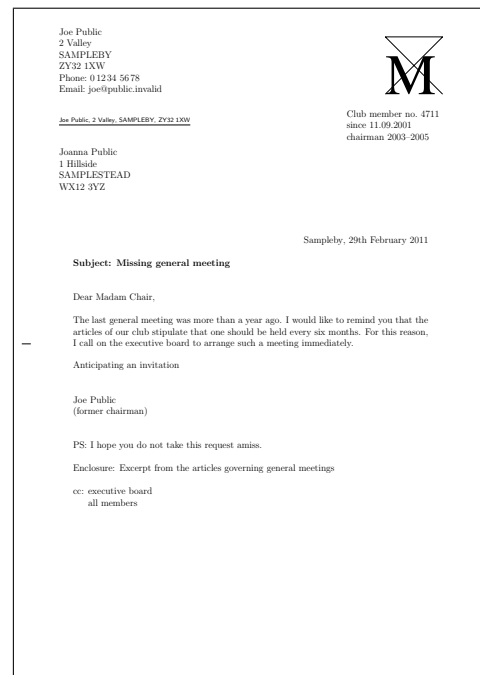 Joe Public
2 Valley
SAMPLEBY
ZY32 1XW
Phone: 0 12 34 56 78
Email: joe@public.invalid
M
Club member no. 4711
since 11.09.2001
chairman 2003–2005
Joe Public, 2 Valley, SAMPLEBY, ZY32 1XW
Joanna Public
1 Hillside
SAMPLESTEAD
WX12 3YZ
Sampleby, 29th February 2011
Subject: Missing general meeting
Dear Madam Chair,
The last general meeting was more than a year ago. I would like to remind you that the
articles of our club stipulate that one should be held every six months. For this reason,
I call on the executive board to arrange such a meeting immediately.
Anticipating an invitation
Joe Public
(former chairman)
PS: I hope you do not take this request amiss.
Enclosure: Excerpt from the articles governing general meetings
cc: executive board
all members